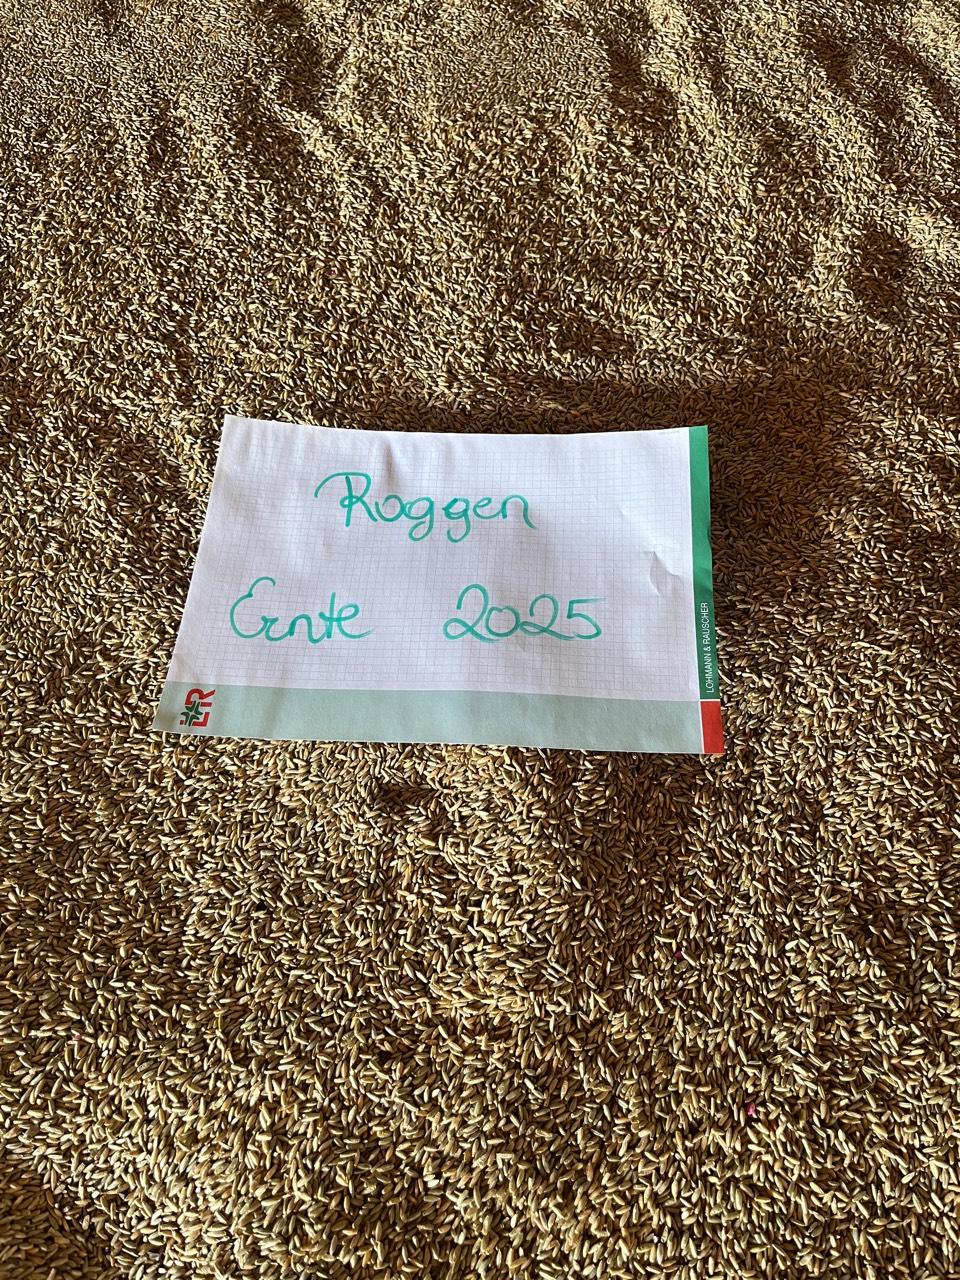 Roggen
Ernte 2025
LOHMANN & RAUSCHER
L&R